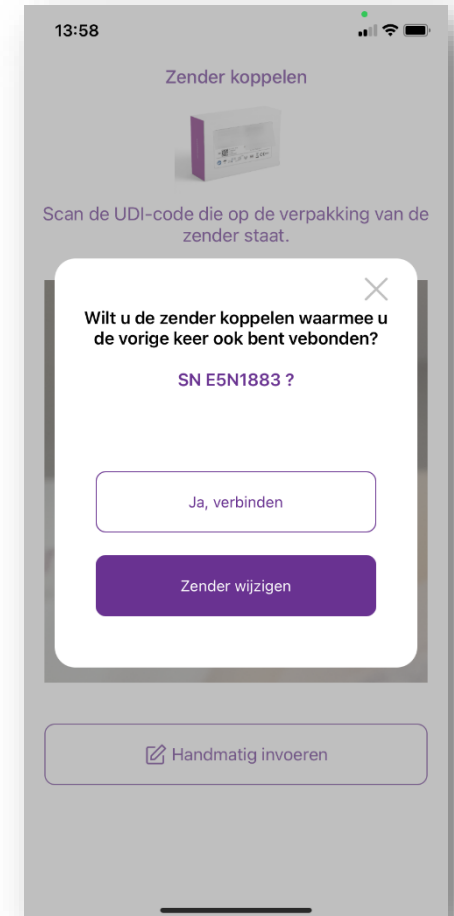 13:58
Zender koppelen
Scan de UDI-code die op de verpakking van de
zender staat.
Wilt u de zender koppelen waarmee u
de vorige keer ook bent vebonden?
SN E5N1883 ?
Ja, verbinden
Zender wijzigen
Handmatig invoeren